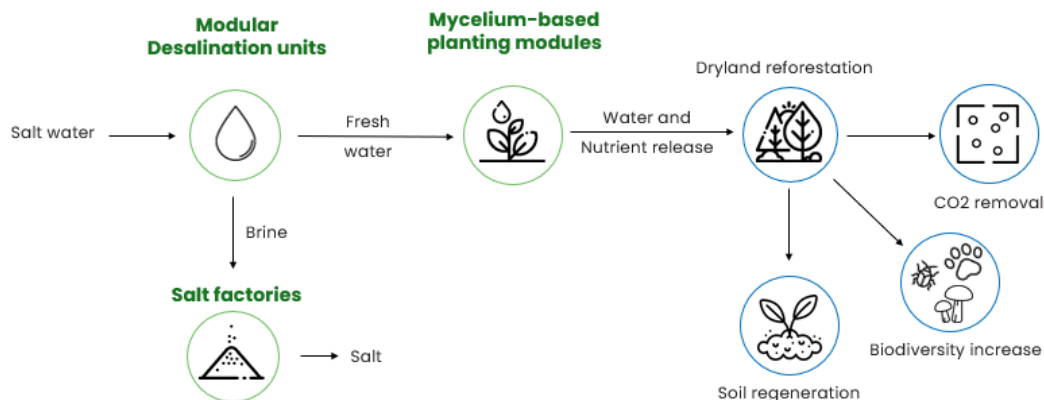 Modular
Desalination units
Mycelium-based
planting modules
Dryland reforestation
Salt water
Fresh
water
Water and
Nutrient release
CO2 removal
Brine
Salt factories
Salt
Biodiversity increase
Soil regeneration